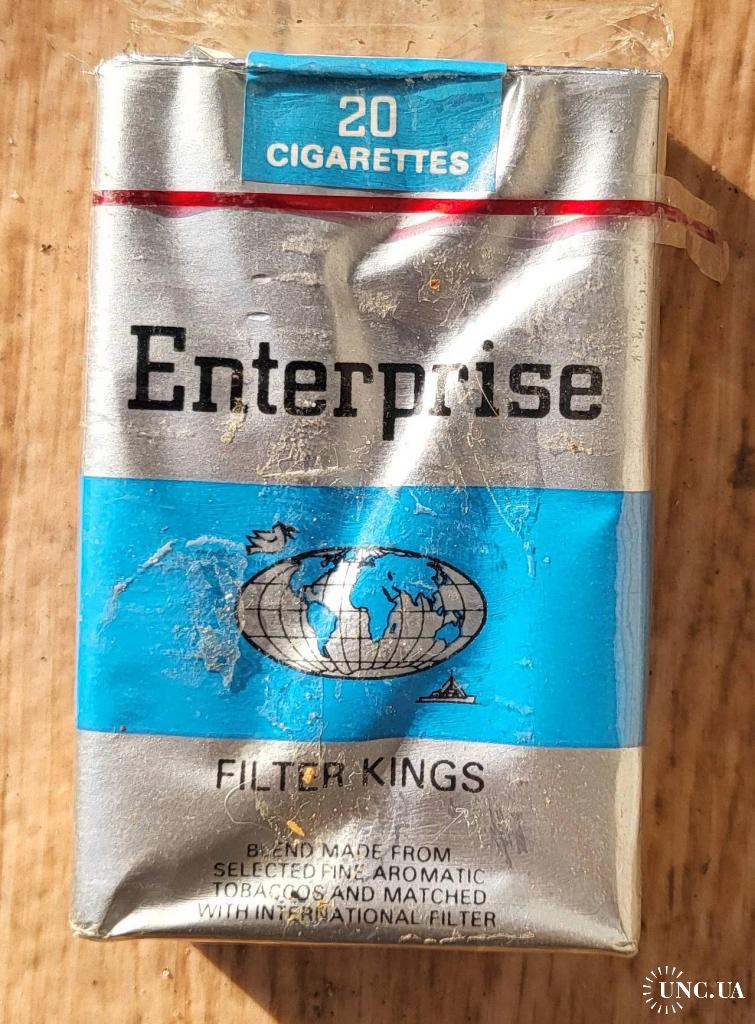 20
CIGARETTES
Enterprise
FILTER KINGS
BLEND MADE FROM
SELECTED FINE AROMATIC
TOBACCOS AND MATCHED
WITH INTERNATIONAL FILTER
UNC.UA